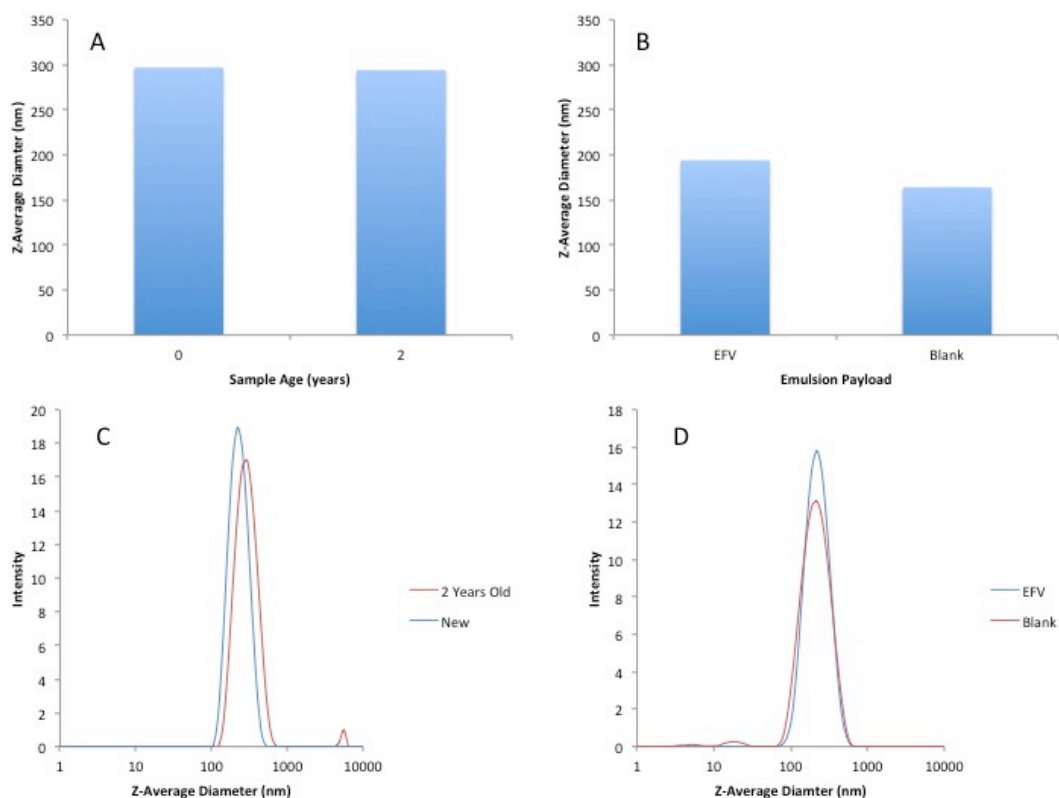 A
350
300
250
200
150
100
50
0
Z-Average Diamter (nm)
0
2
Sample Age (years)
B
350
300
250
200
150
100
50
0
Z-Average Diameter (nm)
EFV
Blank
Emulsion Payload
C
20
18
16
14
12
10
8
6
4
2
0
Intensity
1
10
100
1000
10000
Z-Average Diameter (nm)
2 Years Old
New
D
18
16
14
12
10
8
6
4
2
0
Intensity
1
10
100
1000
10000
Z-Average Diamter (nm)
EFV
Blank